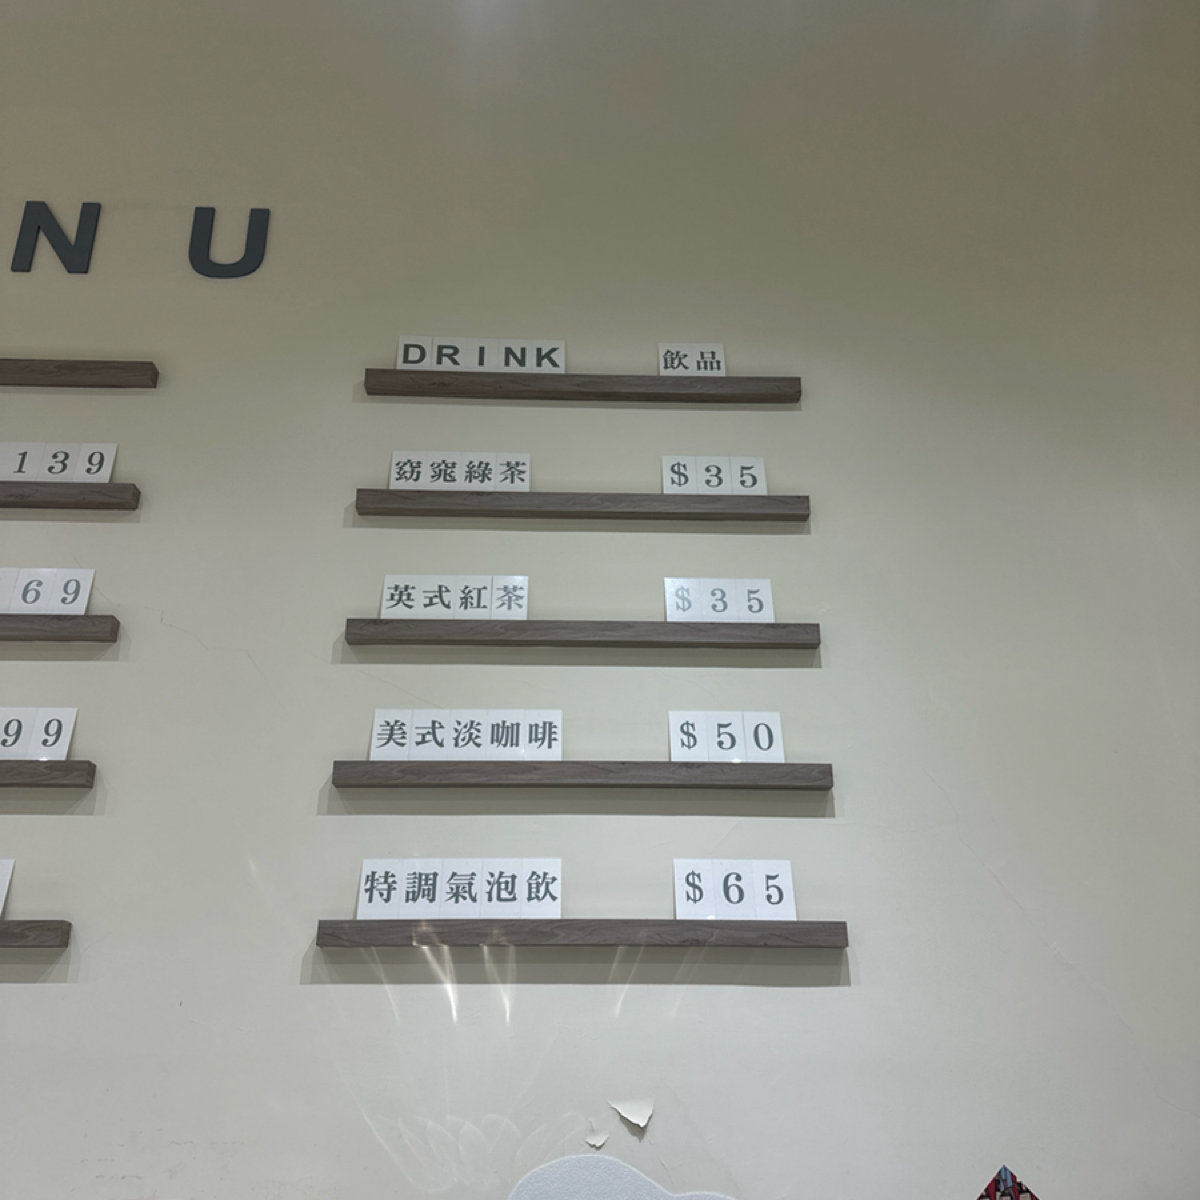 NU
139
69
99
DRINK 飲品
窈窕綠茶 $35
英式紅茶 $35
美式淡咖啡 $50
特調氣泡飲 $65